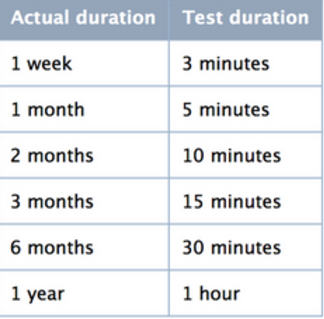 Actual duration Test duration
1 week 3 minutes
1 month 5 minutes
2 months 10 minutes
3 months 15 minutes
6 months 30 minutes
1 year 1 hour